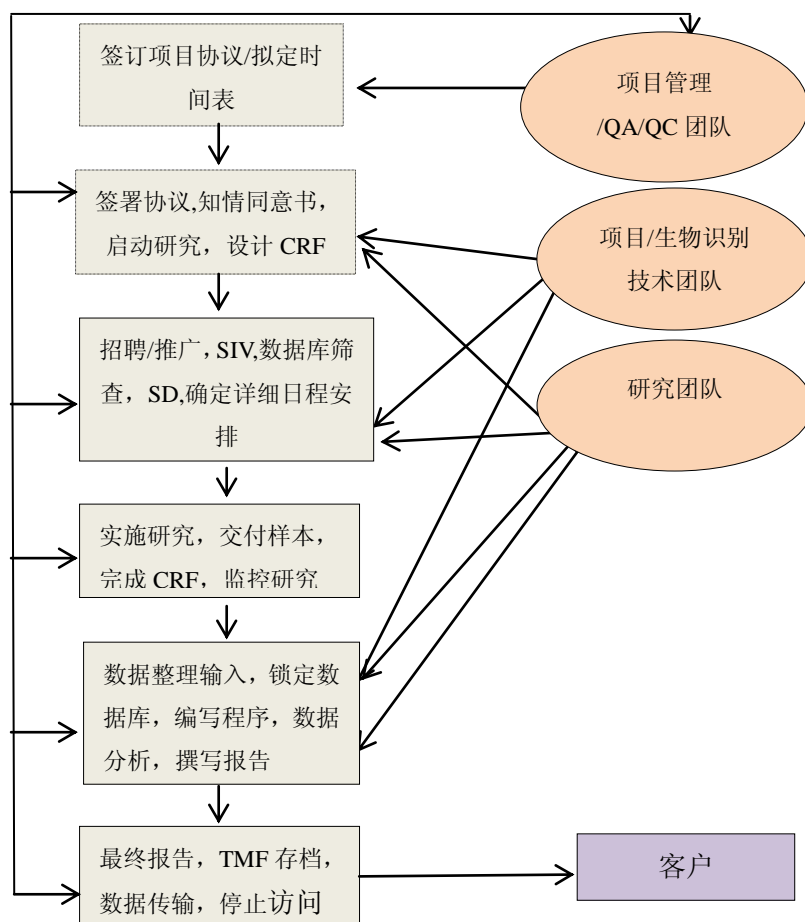 签订项目协议/拟定时
间表
项目管理
/QA/QC 团队
签署协议,知情同意书，
启动研究，设计 CRF
项目/生物识别
技术团队
招聘/推广，SIV,数据库筛
查，SD,确定详细日程安
排
研究团队
实施研究，交付样本，
完成 CRF，监控研究
数据整理输入，锁定数
据库，编写程序，数据
分析，撰写报告
最终报告，TMF 存档，
数据传输，停止访问
客户